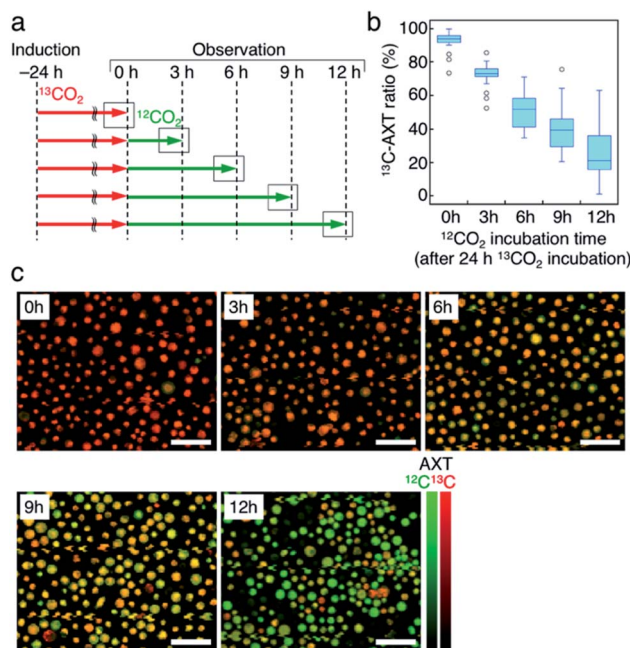 a
Induction Observation
–24 h 0 h 3 h 6 h 9 h 12 h
¹³CO₂
¹²CO₂
b
¹³C-AXT ratio (%)
100
80
60
40
20
0
0h 3h 6h 9h 12h
¹²CO₂ incubation time
(after 24 h ¹³CO₂ incubation)
c
0h 3h 6h
9h 12h
AXT
¹²C ¹³C